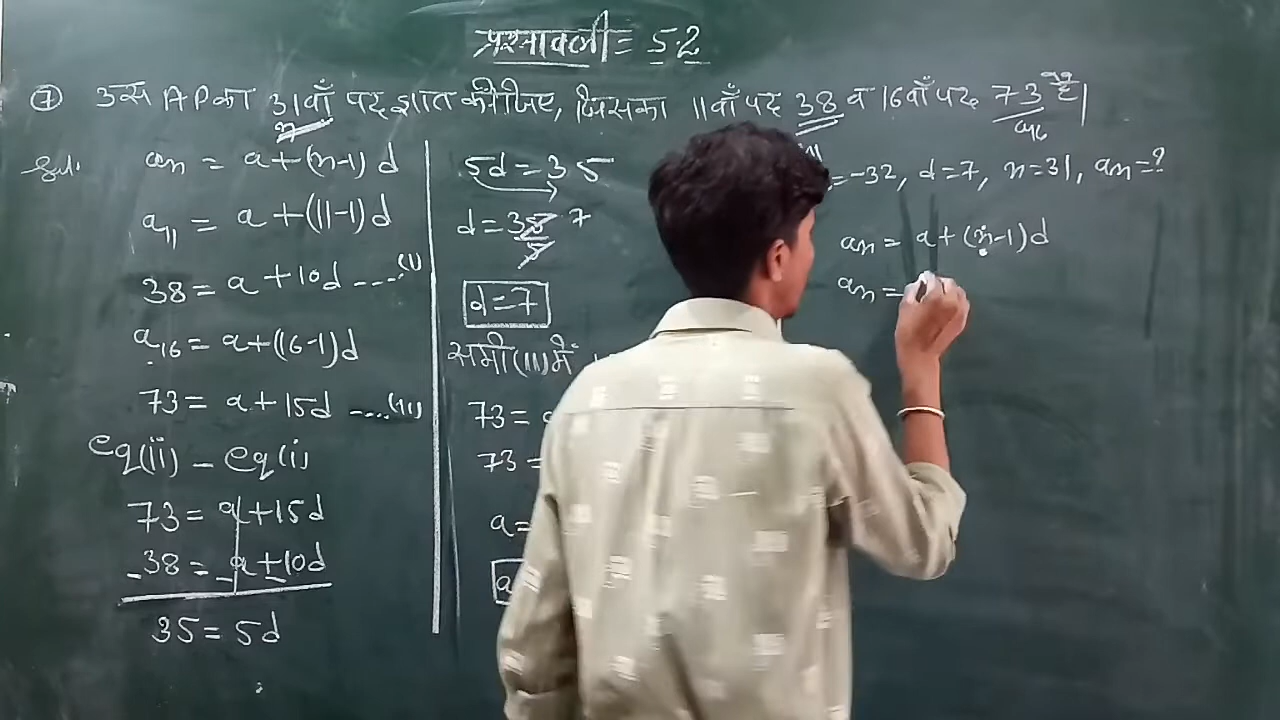 प्रश्नावली = 5.2
⑦ उस APका 31वाँ पद ज्ञात कीजिए, जिसका 11वाँ पद 38 व 16वाँ पद 73 है।
n a16
Sol. an = a+(n-1)d
a11 = a+(11-1)d
38 = a+10d ----(i)
a16 = a+(16-1)d
73 = a+15d ----(ii)
eq(ii) - eq(i)
73 = a+15d
-38 = -a+10d
35 = 5d
5d = 35
d = 35/5 7
d=7
समी(ii)में
73 =
73 =
a =
a
= -32, d=7, n=31, an=?
an = a+(n-1)d
an =